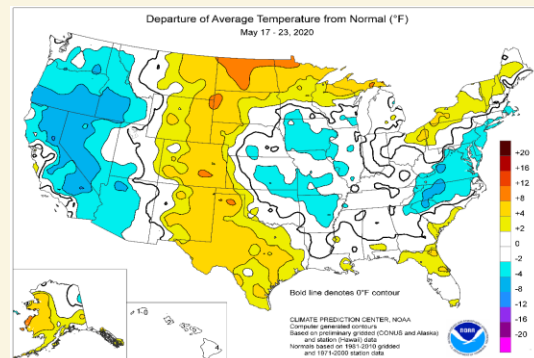 Departure of Average Temperature from Normal (°F)
May 17 - 23, 2020
+20
+16
+12
+8
+4
+2
0
-2
-4
-8
-12
-16
-20
Bold line denotes 0°F contour
CLIMATE PREDICTION CENTER, NOAA
Computer generated contours
Based on preliminary gridded (CONUS and Alaska)
and station (Hawaii) data
Normals based on 1981-2010 gridded
and 1971-2000 station data
noaa